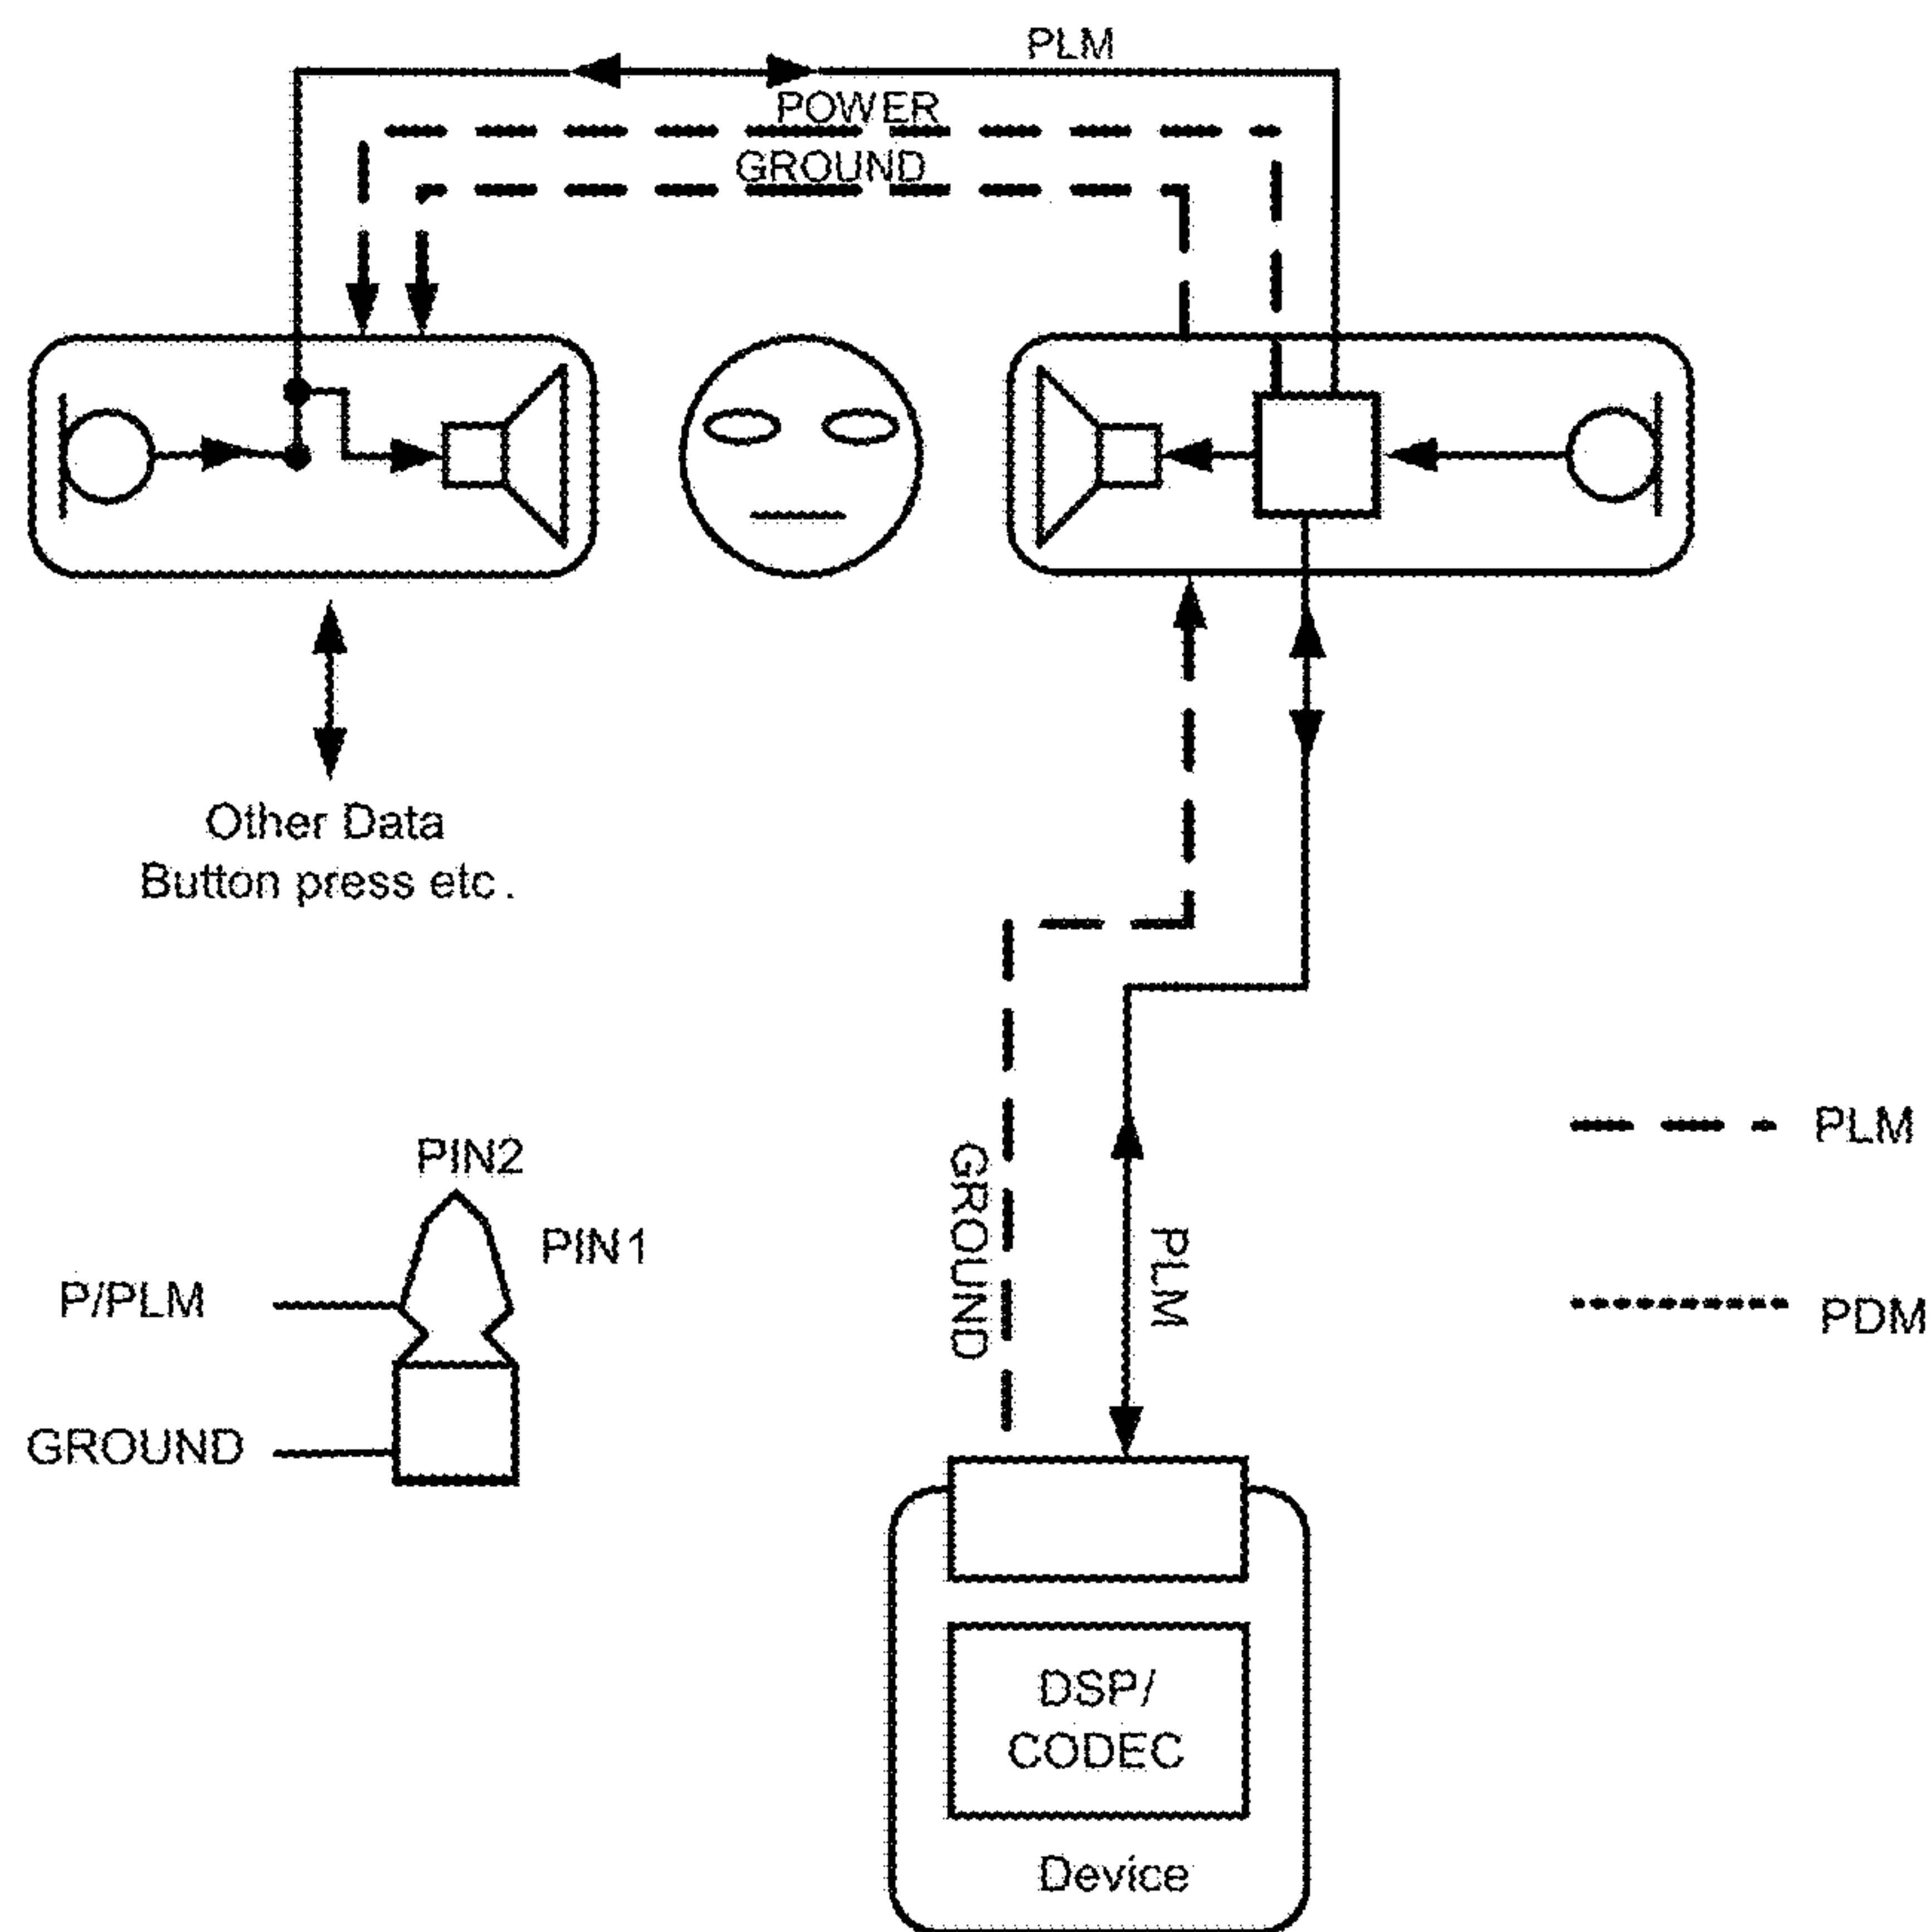 PLM
POWER
GROUND
Other Data
Button press etc.
PIN2
PIN1
P/PLM
GROUND
GROUND
PLM
PLM
PDM
DSP/
CODEC
Device